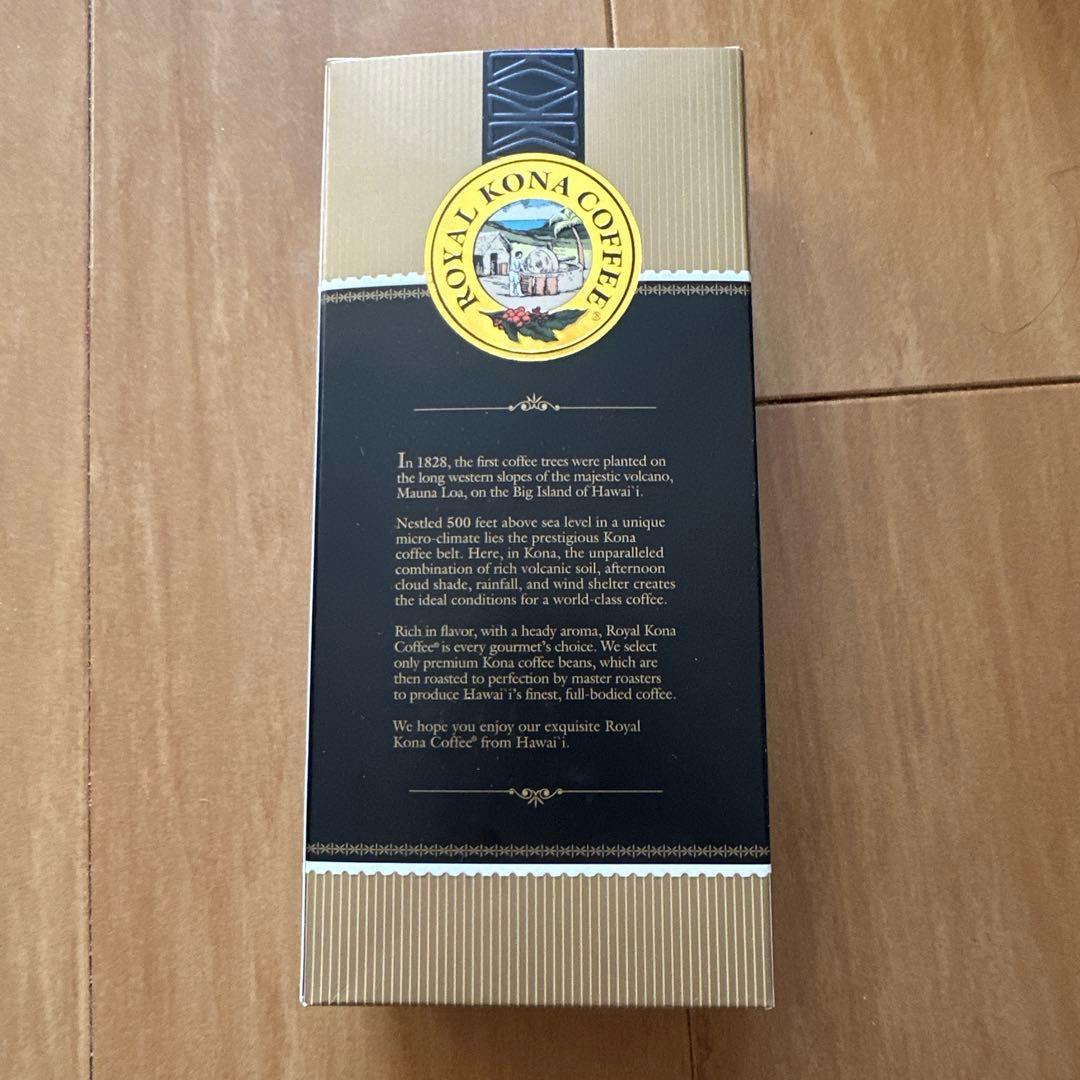 ROYAL KONA COFFEE®
In 1828, the first coffee trees were planted on
the long western slopes of the majestic volcano,
Mauna Loa, on the Big Island of Hawai`i.
Nestled 500 feet above sea level in a unique
micro-climate lies the prestigious Kona
coffee belt. Here, in Kona, the unparalleled
combination of rich volcanic soil, afternoon
cloud shade, rainfall, and wind shelter creates
the ideal conditions for a world-class coffee.
Rich in flavor, with a heady aroma, Royal Kona
Coffee® is every gourmet's choice. We select
only premium Kona coffee beans, which are
then roasted to perfection by master roasters
to produce Hawai`i's finest, full-bodied coffee.
We hope you enjoy our exquisite Royal
Kona Coffee® from Hawai`i.